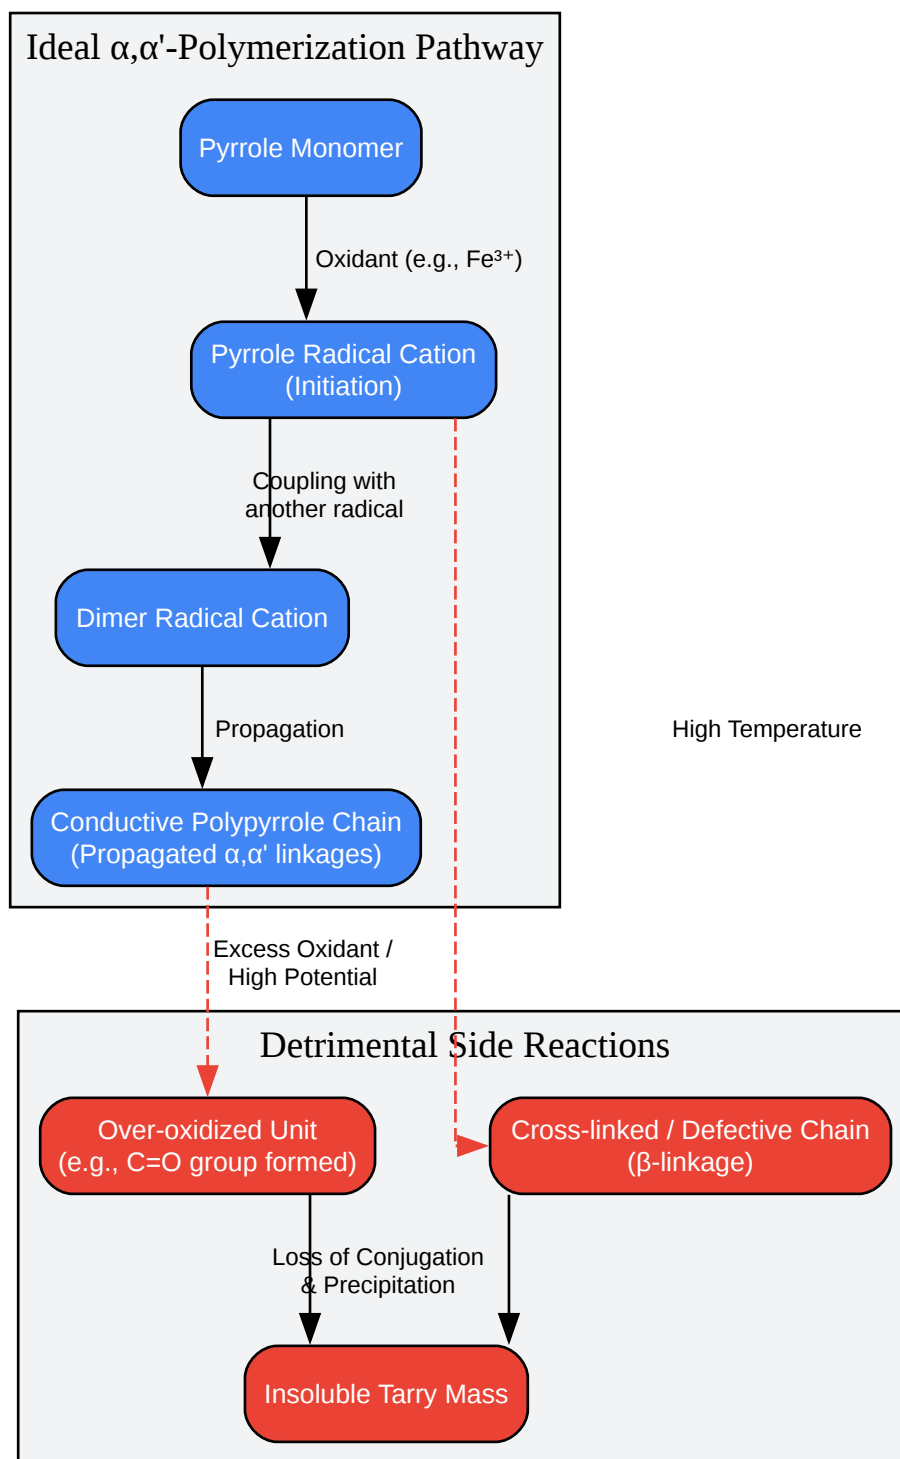 Ideal α,α'-Polymerization Pathway
Pyrrole Monomer
Oxidant (e.g., Fe³⁺)
Pyrrole Radical Cation
(Initiation)
Coupling with
another radical
Dimer Radical Cation
Propagation
High Temperature
Conductive Polypyrrole Chain
(Propagated α,α' linkages)
Excess Oxidant /
High Potential
Detrimental Side Reactions
Over-oxidized Unit
(e.g., C=O group formed)
Cross-linked / Defective Chain
(β-linkage)
Loss of Conjugation
& Precipitation
Insoluble Tarry Mass